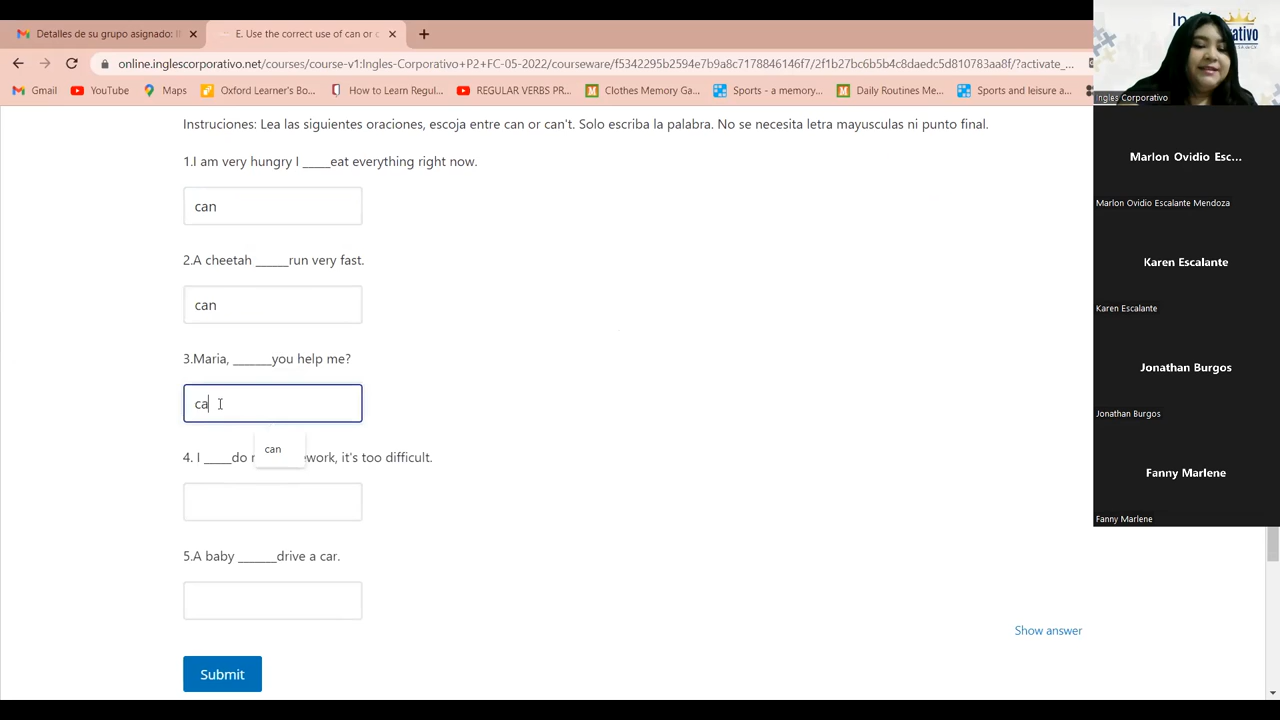 Detalles de su grupo asignado: I
E. Use the correct use of can or c
online.inglescorporativo.net/courses/course-v1:Ingles-Corporativo+P2+FC-05-2022/courseware/f5342295b2594e7b9a8c7178846146f7/2f1b27bc6b5b4c8daedc5d810783aa8f/?activate_...
Gmail
YouTube
Maps
Oxford Learner's Bo...
How to Learn Regul...
REGULAR VERBS PR...
Clothes Memory Ga...
Sports - a memory...
Daily Routines Me...
Sports and leisure a...
Instruciones: Lea las siguientes oraciones, escoja entre can or can't. Solo escriba la palabra. No se necesita letra mayusculas ni punto final.
1.I am very hungry I _____eat everything right now.
can
2.A cheetah ______run very fast.
can
3.Maria, _______you help me?
ca
can
4. I _____do
work, it's too difficult.
5.A baby _______drive a car.
Show answer
Submit
Ingles Corporativo
Marlon Ovidio Esc...
Marlon Ovidio Escalante Mendoza
Karen Escalante
Karen Escalante
Jonathan Burgos
Jonathan Burgos
Fanny Marlene
Fanny Marlene